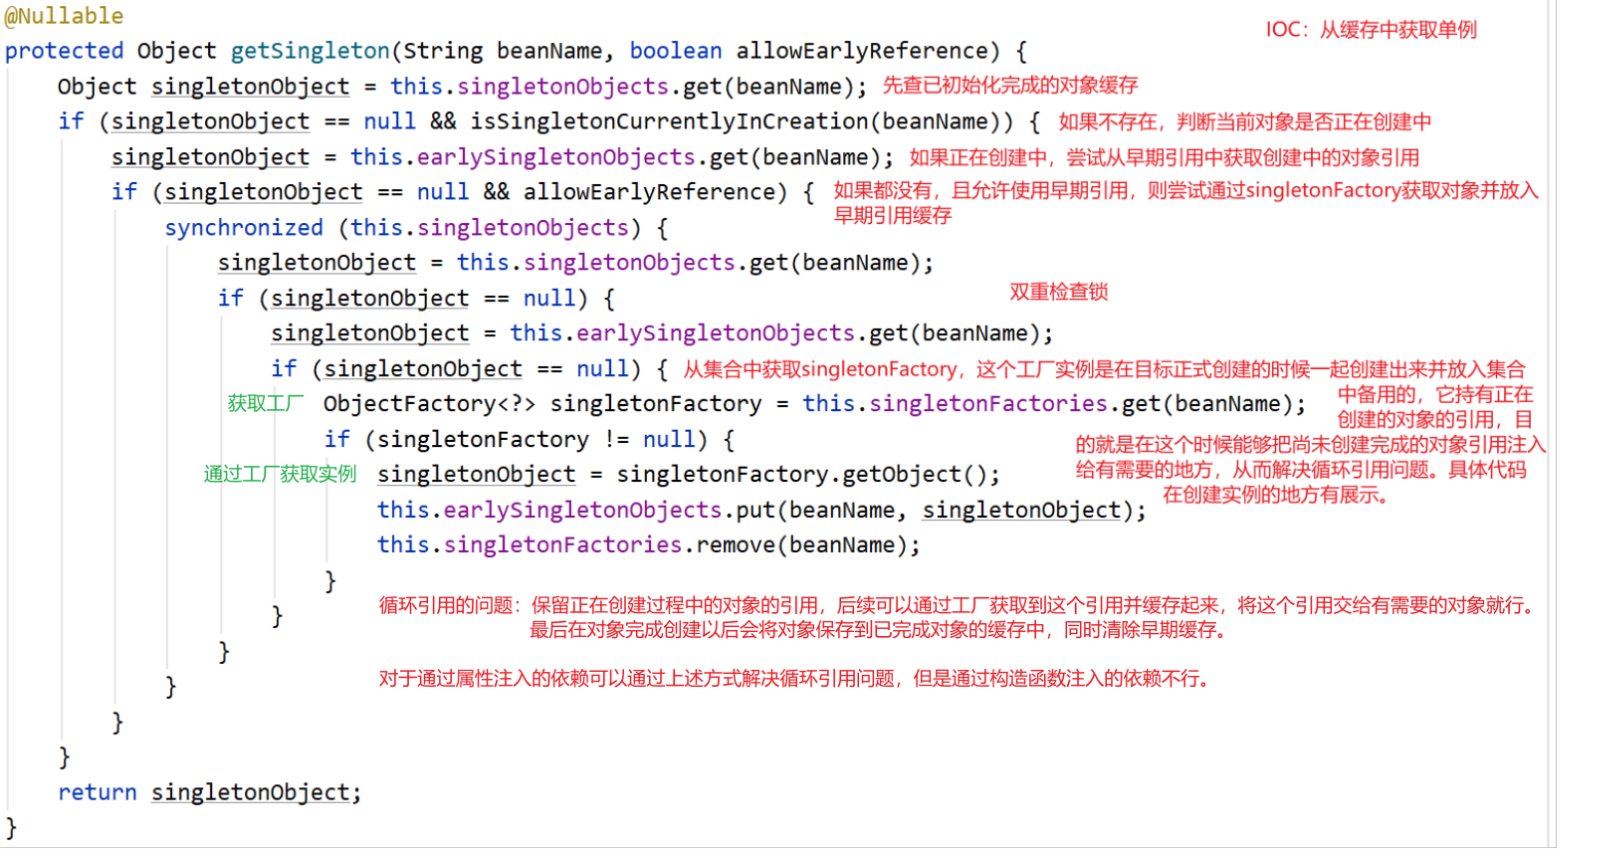 @Nullable
IOC：从缓存中获取单例
protected Object getSingleton(String beanName, boolean allowEarlyReference) {
Object singletonObject = this.singletonObjects.get(beanName); 先查已初始化完成的对象缓存
if (singletonObject == null && isSingletonCurrentlyInCreation(beanName)) { 如果不存在，判断当前对象是否正在创建中
singletonObject = this.earlySingletonObjects.get(beanName); 如果正在创建中，尝试从早期引用中获取创建中的对象引用
if (singletonObject == null && allowEarlyReference) { 如果都没有，且允许使用早期引用，则尝试通过singletonFactory获取对象并放入
早期引用缓存
synchronized (this.singletonObjects) {
singletonObject = this.singletonObjects.get(beanName);
if (singletonObject == null) { 双重检查锁
singletonObject = this.earlySingletonObjects.get(beanName);
if (singletonObject == null) { 从集合中获取singletonFactory，这个工厂实例是在目标正式创建的时候一起创建出来并放入集合
获取工厂 ObjectFactory<?> singletonFactory = this.singletonFactories.get(beanName); 中备用的，它持有正在
创建的对象的引用，目
if (singletonFactory != null) { 的就是在这个时候能够把尚未创建完成的对象引用注入
通过工厂获取实例 singletonObject = singletonFactory.getObject(); 给有需要的地方，从而解决循环引用问题。具体代码
在创建实例的地方有展示。
this.earlySingletonObjects.put(beanName, singletonObject);
this.singletonFactories.remove(beanName);
}
循环引用的问题：保留正在创建过程中的对象的引用，后续可以通过工厂获取到这个引用并缓存起来，将这个引用交给有需要的对象就行。
}
最后在对象完成创建以后会将对象保存到已完成对象的缓存中，同时清除早期缓存。
}
对于通过属性注入的依赖可以通过上述方式解决循环引用问题，但是通过构造函数注入的依赖不行。
}
}
}
return singletonObject;
}